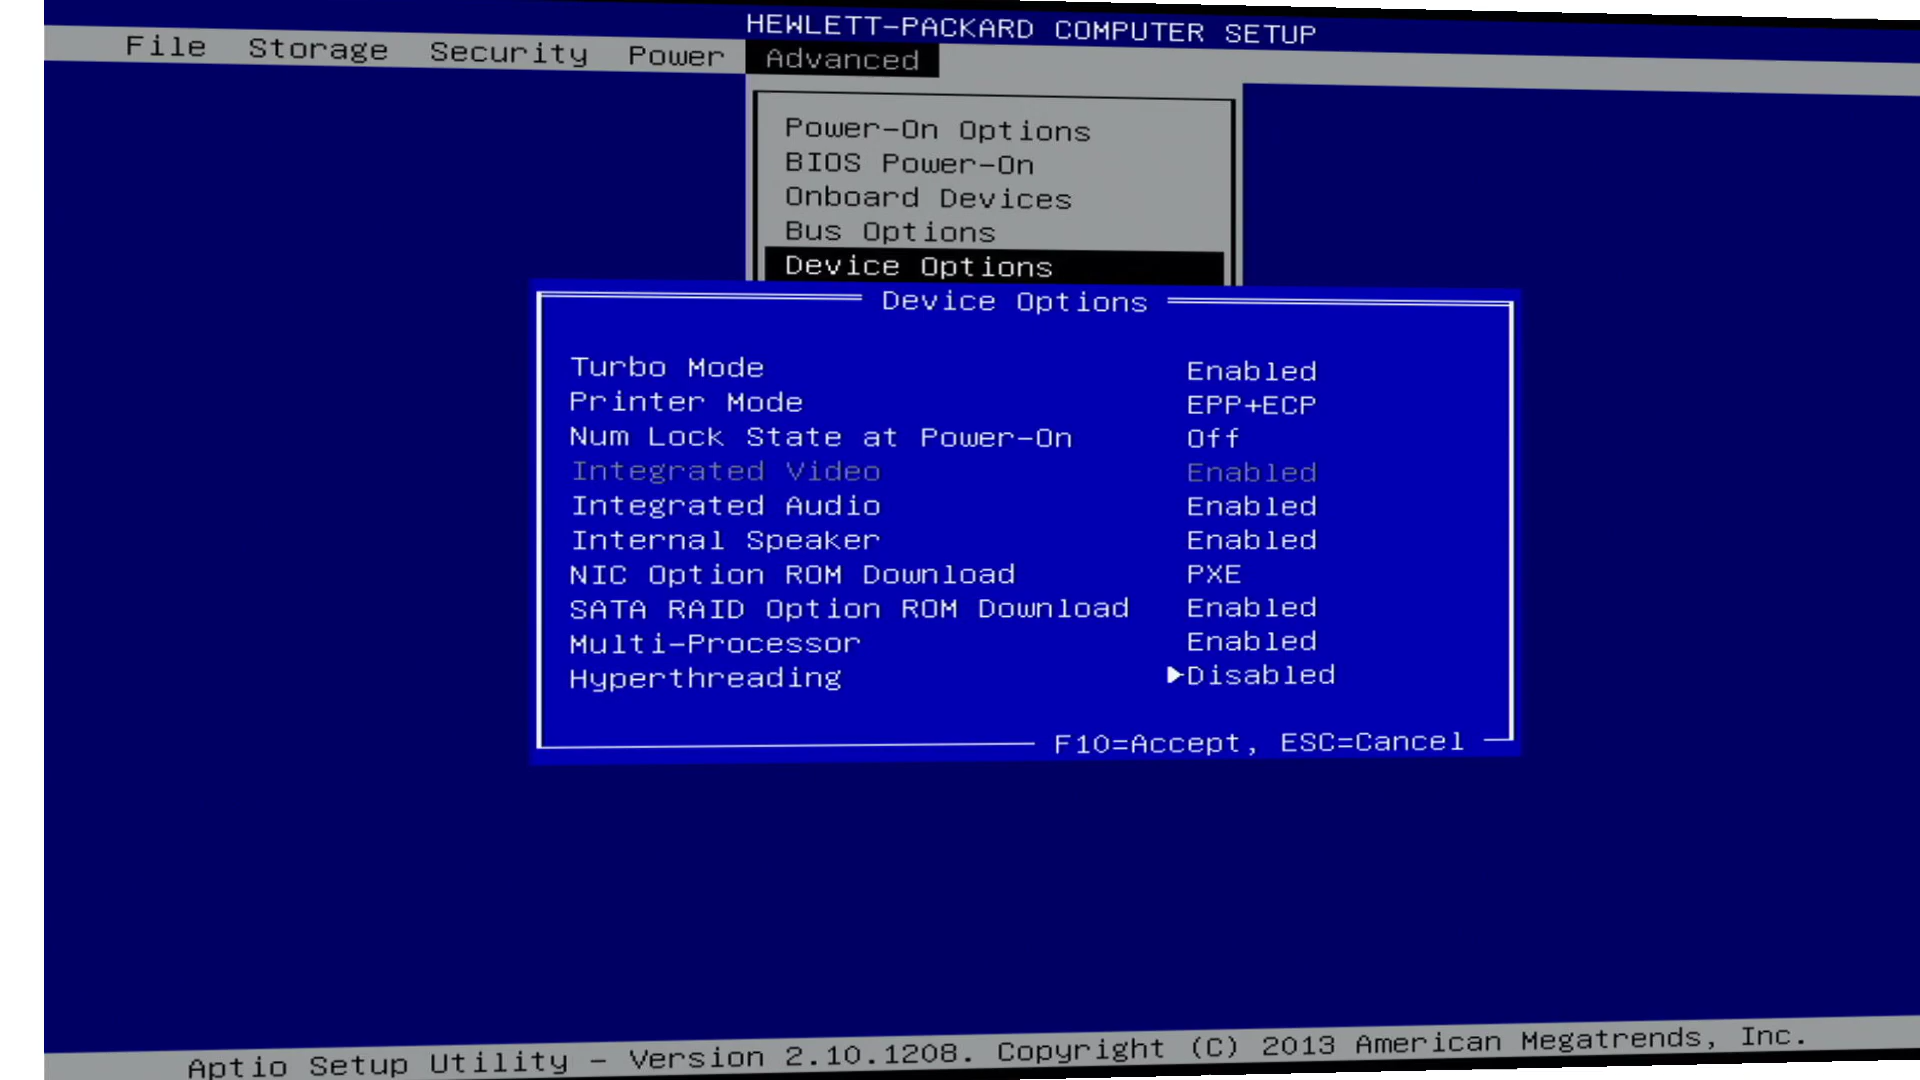 HEWLETT-PACKARD COMPUTER SETUP
File Storage Security Power Advanced
Power-On Options
BIOS Power-On
Onboard Devices
Bus Options
Device Options
Device Options
Turbo Mode Enabled
Printer Mode EPP+ECP
Num Lock State at Power-On Off
Integrated Video Enabled
Integrated Audio Enabled
Internal Speaker Enabled
NIC Option ROM Download PXE
SATA RAID Option ROM Download Enabled
Multi-Processor Enabled
Hyperthreading ▶Disabled
F10=Accept, ESC=Cancel
Aptio Setup Utility - Version 2.10.1208. Copyright (C) 2013 American Megatrends, Inc.